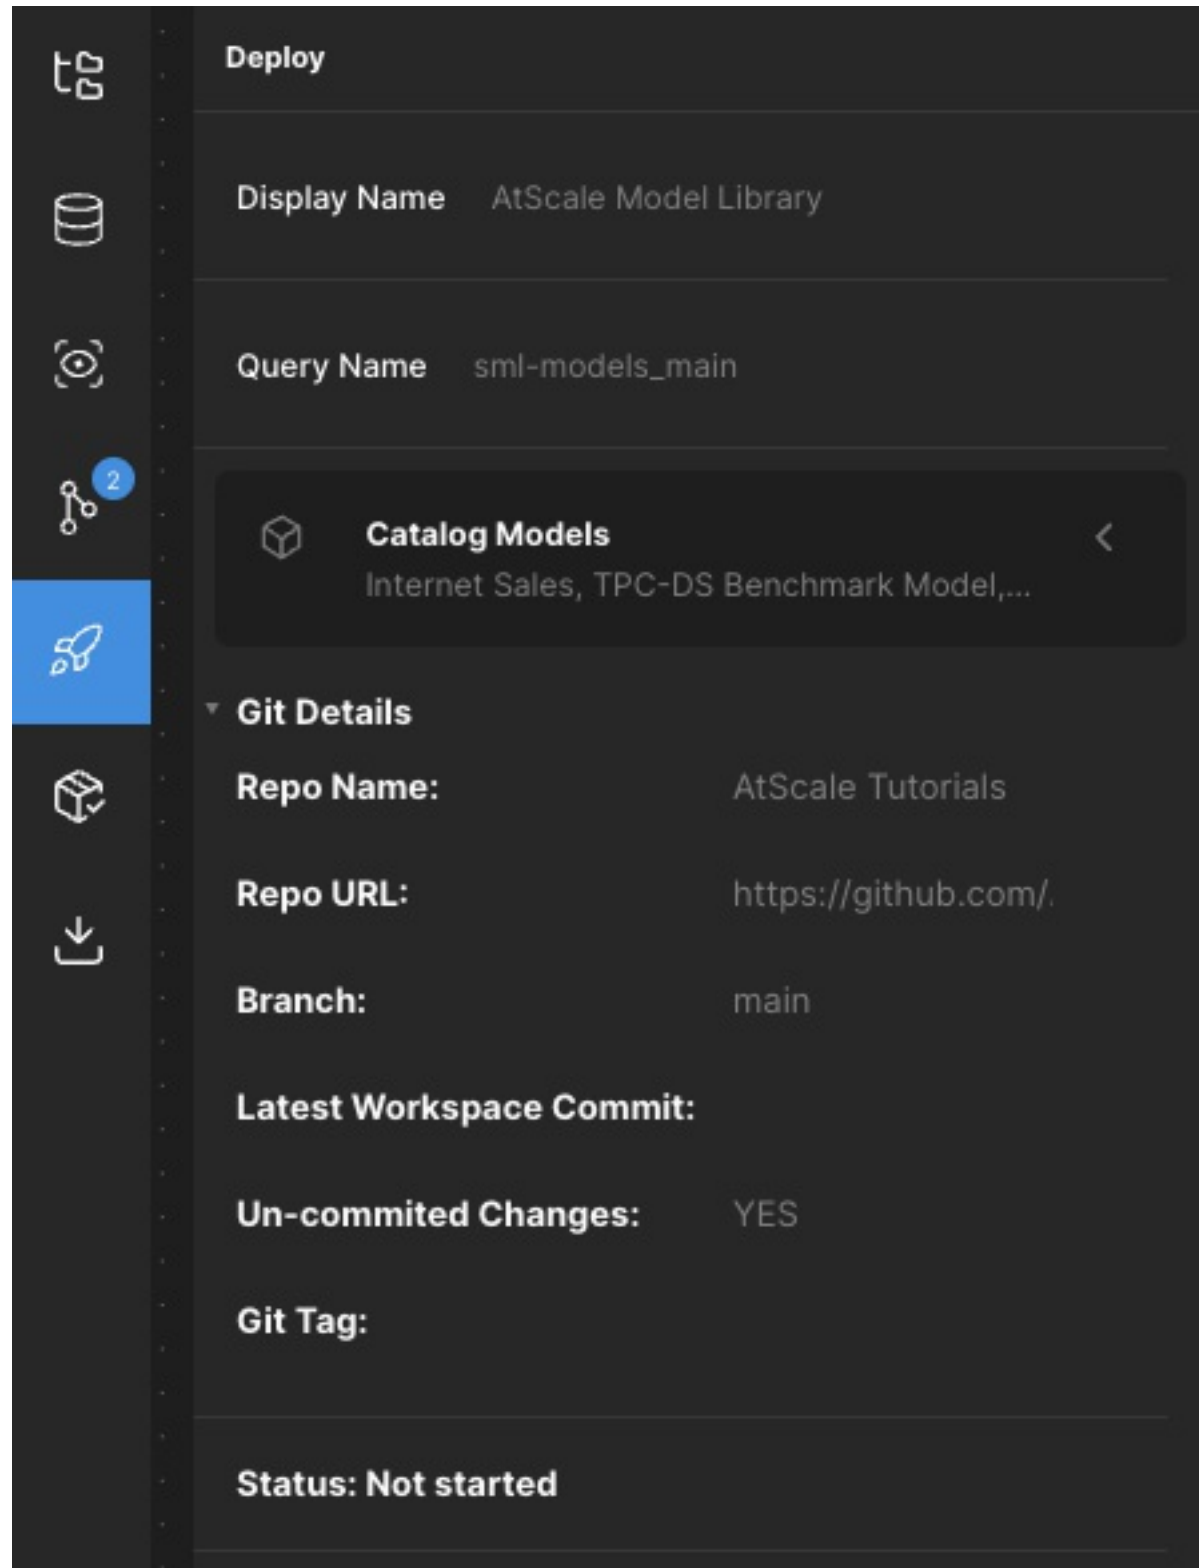 Deploy
Display Name AtScale Model Library
Query Name sml-models_main
2
Catalog Models
Internet Sales, TPC-DS Benchmark Model,...
Git Details
Repo Name: AtScale Tutorials
Repo URL: https://github.com/.
Branch: main
Latest Workspace Commit:
Un-commited Changes: YES
Git Tag:
Status: Not started